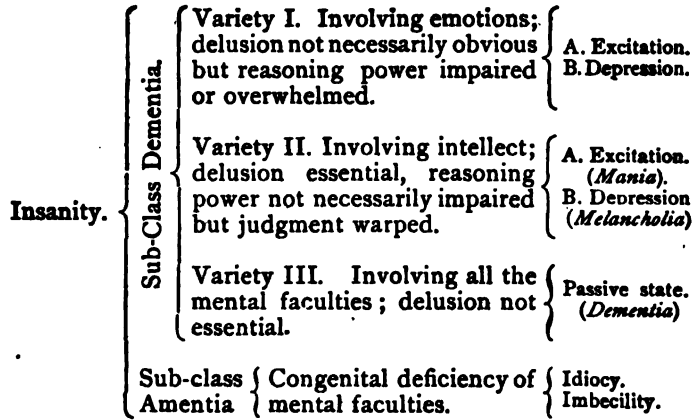 Insanity.
Sub-Class Dementia.
Variety I. Involving emotions;
delusion not necessarily obvious
but reasoning power impaired
or overwhelmed.
A. Excitation.
B. Depression.
Variety II. Involving intellect;
delusion essential, reasoning
power not necessarily impaired
but judgment warped.
A. Excitation.
(Mania).
B. Depression
(Melancholia)
Variety III. Involving all the
mental faculties; delusion not
essential.
Passive state.
(Dementia)
Sub-class
Amentia
Congenital deficiency of
mental faculties.
Idiocy.
Imbecility.